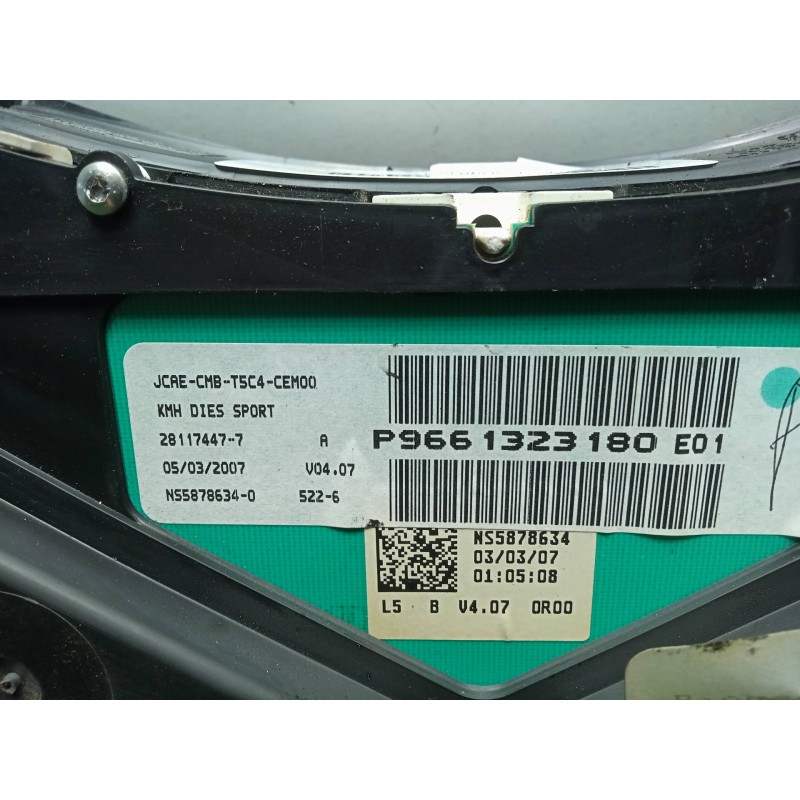 JCAE-CMB-T5C4-CEM00
KMH DIES SPORT
28117447-7 A
05/03/2007 V04.07
NS5878634-0 522-6
P9661323180 E01
NS5878634
03/03/07
01:05:08
L5 B V4.07 0R00